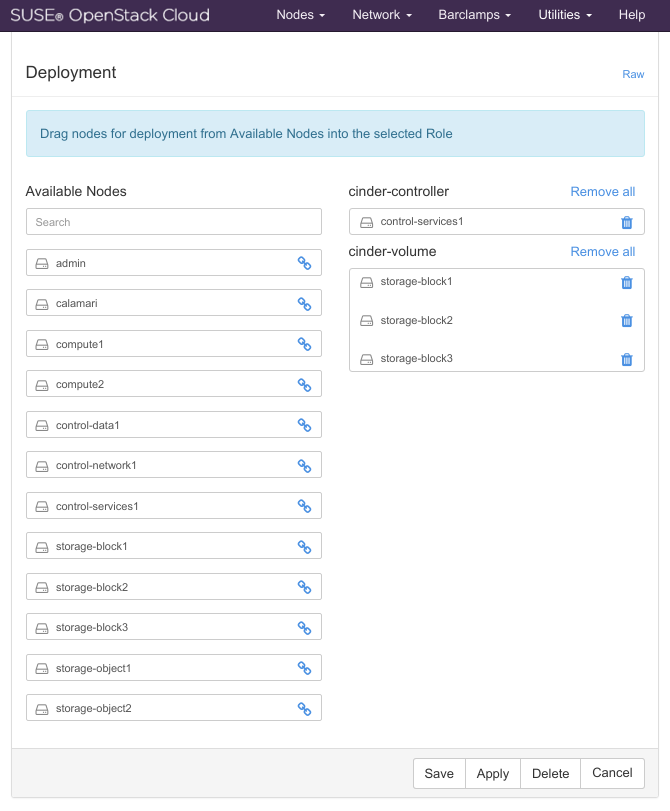 SUSE® OpenStack Cloud
Nodes Network Barclamps Utilities Help
Deployment
Raw
Drag nodes for deployment from Available Nodes into the selected Role
Available Nodes
Search
admin
calamari
compute1
compute2
control-data1
control-network1
control-services1
storage-block1
storage-block2
storage-block3
storage-object1
storage-object2
cinder-controller Remove all
control-services1
cinder-volume Remove all
storage-block1
storage-block2
storage-block3
Save Apply Delete Cancel